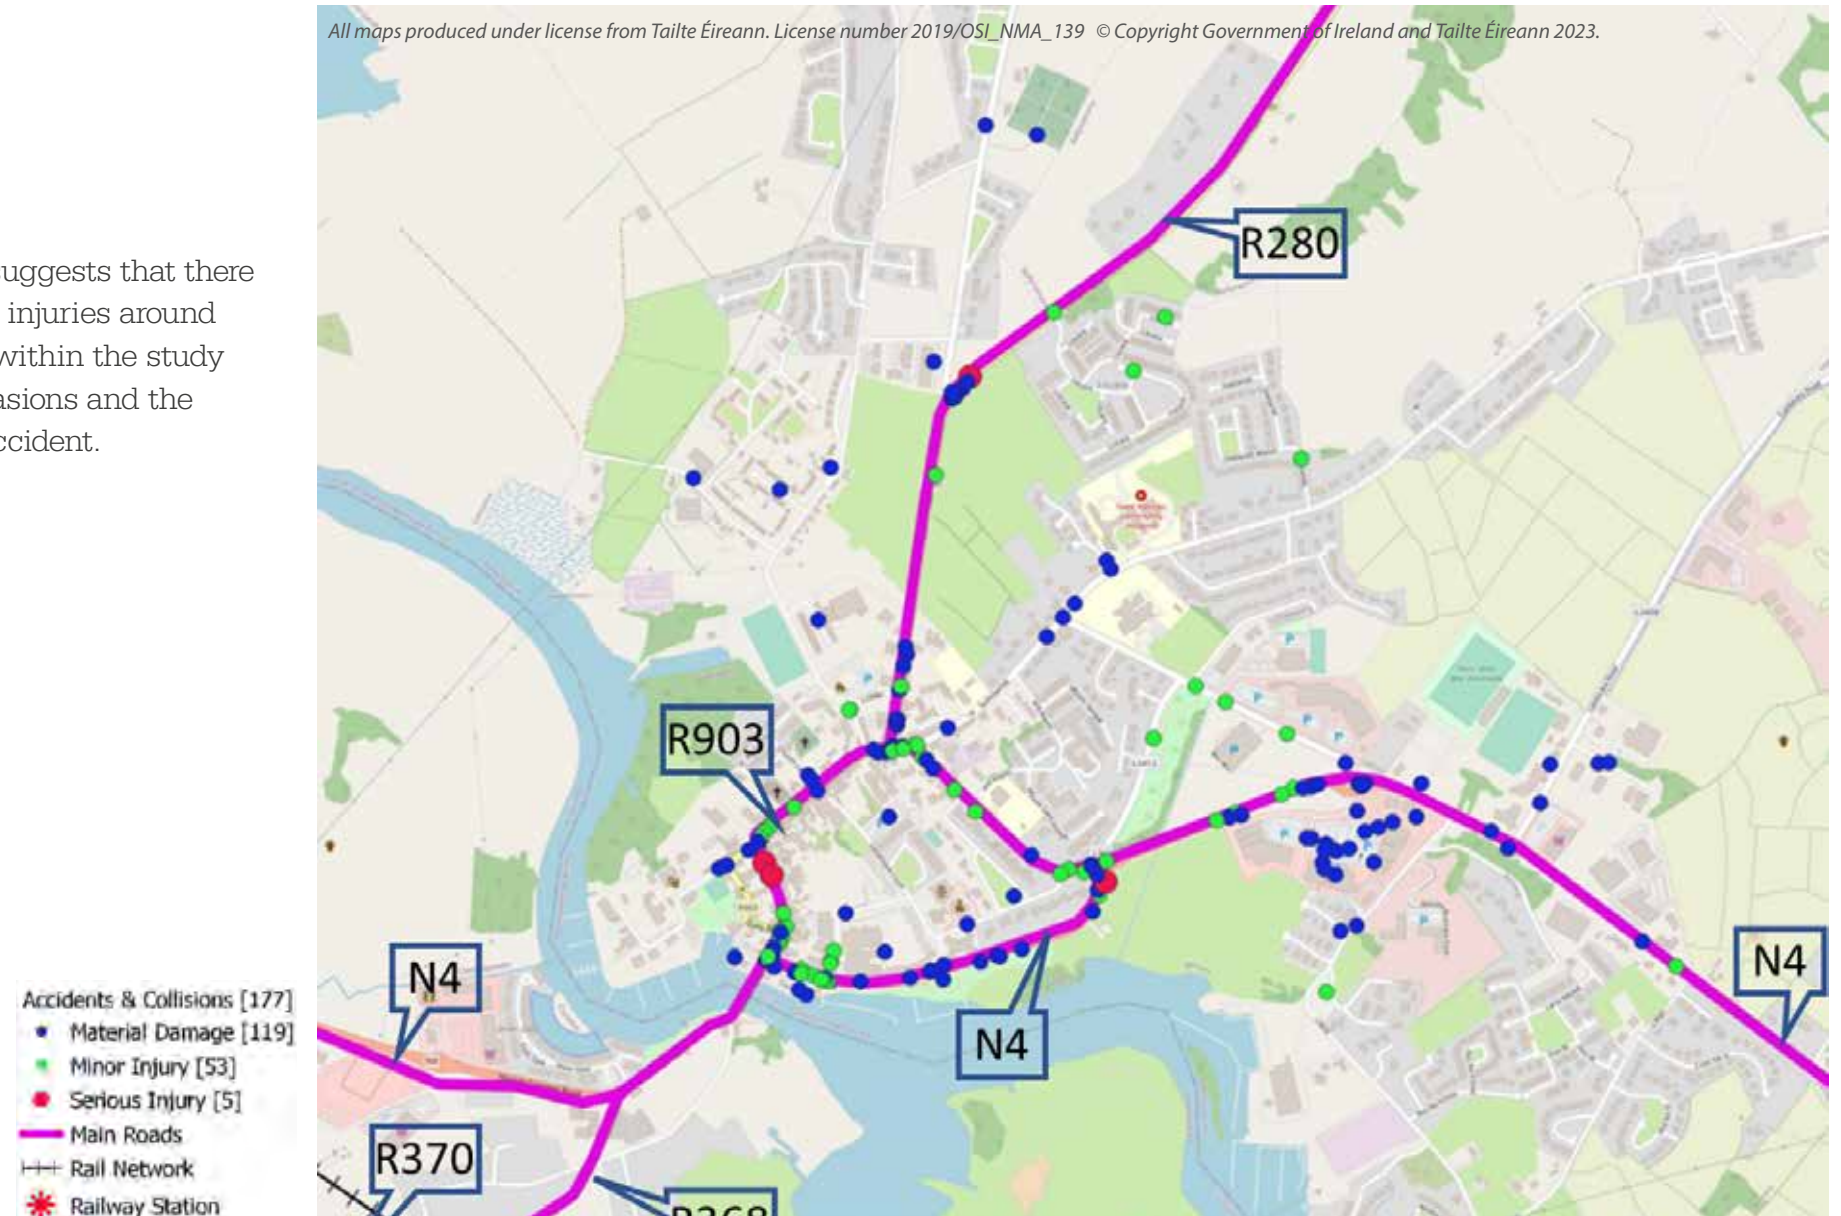 All maps produced under license from Tailte Éireann. License number 2019/OSI_NMA_139 © Copyright Government of Ireland and Tailte Éireann 2023.
uggests that there
injuries around
within the study
asions and the
ccident.
R280
R903
N4
N4
N4
R370
Accidents & Collisions [177]
Material Damage [119]
Minor Injury [53]
Serious Injury [5]
Main Roads
Rail Network
Railway Station